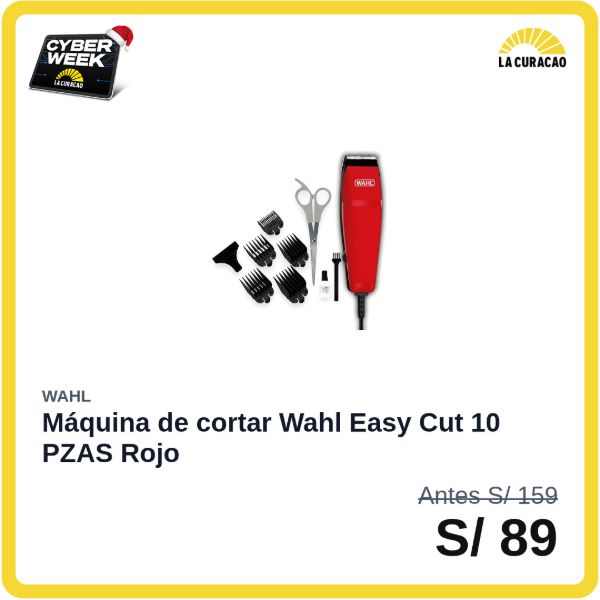 CYBER
WEEK
LA CURACAO
LA CURACAO
WAHL
WAHL
Máquina de cortar Wahl Easy Cut 10
PZAS Rojo
Antes S/ 159
S/ 89